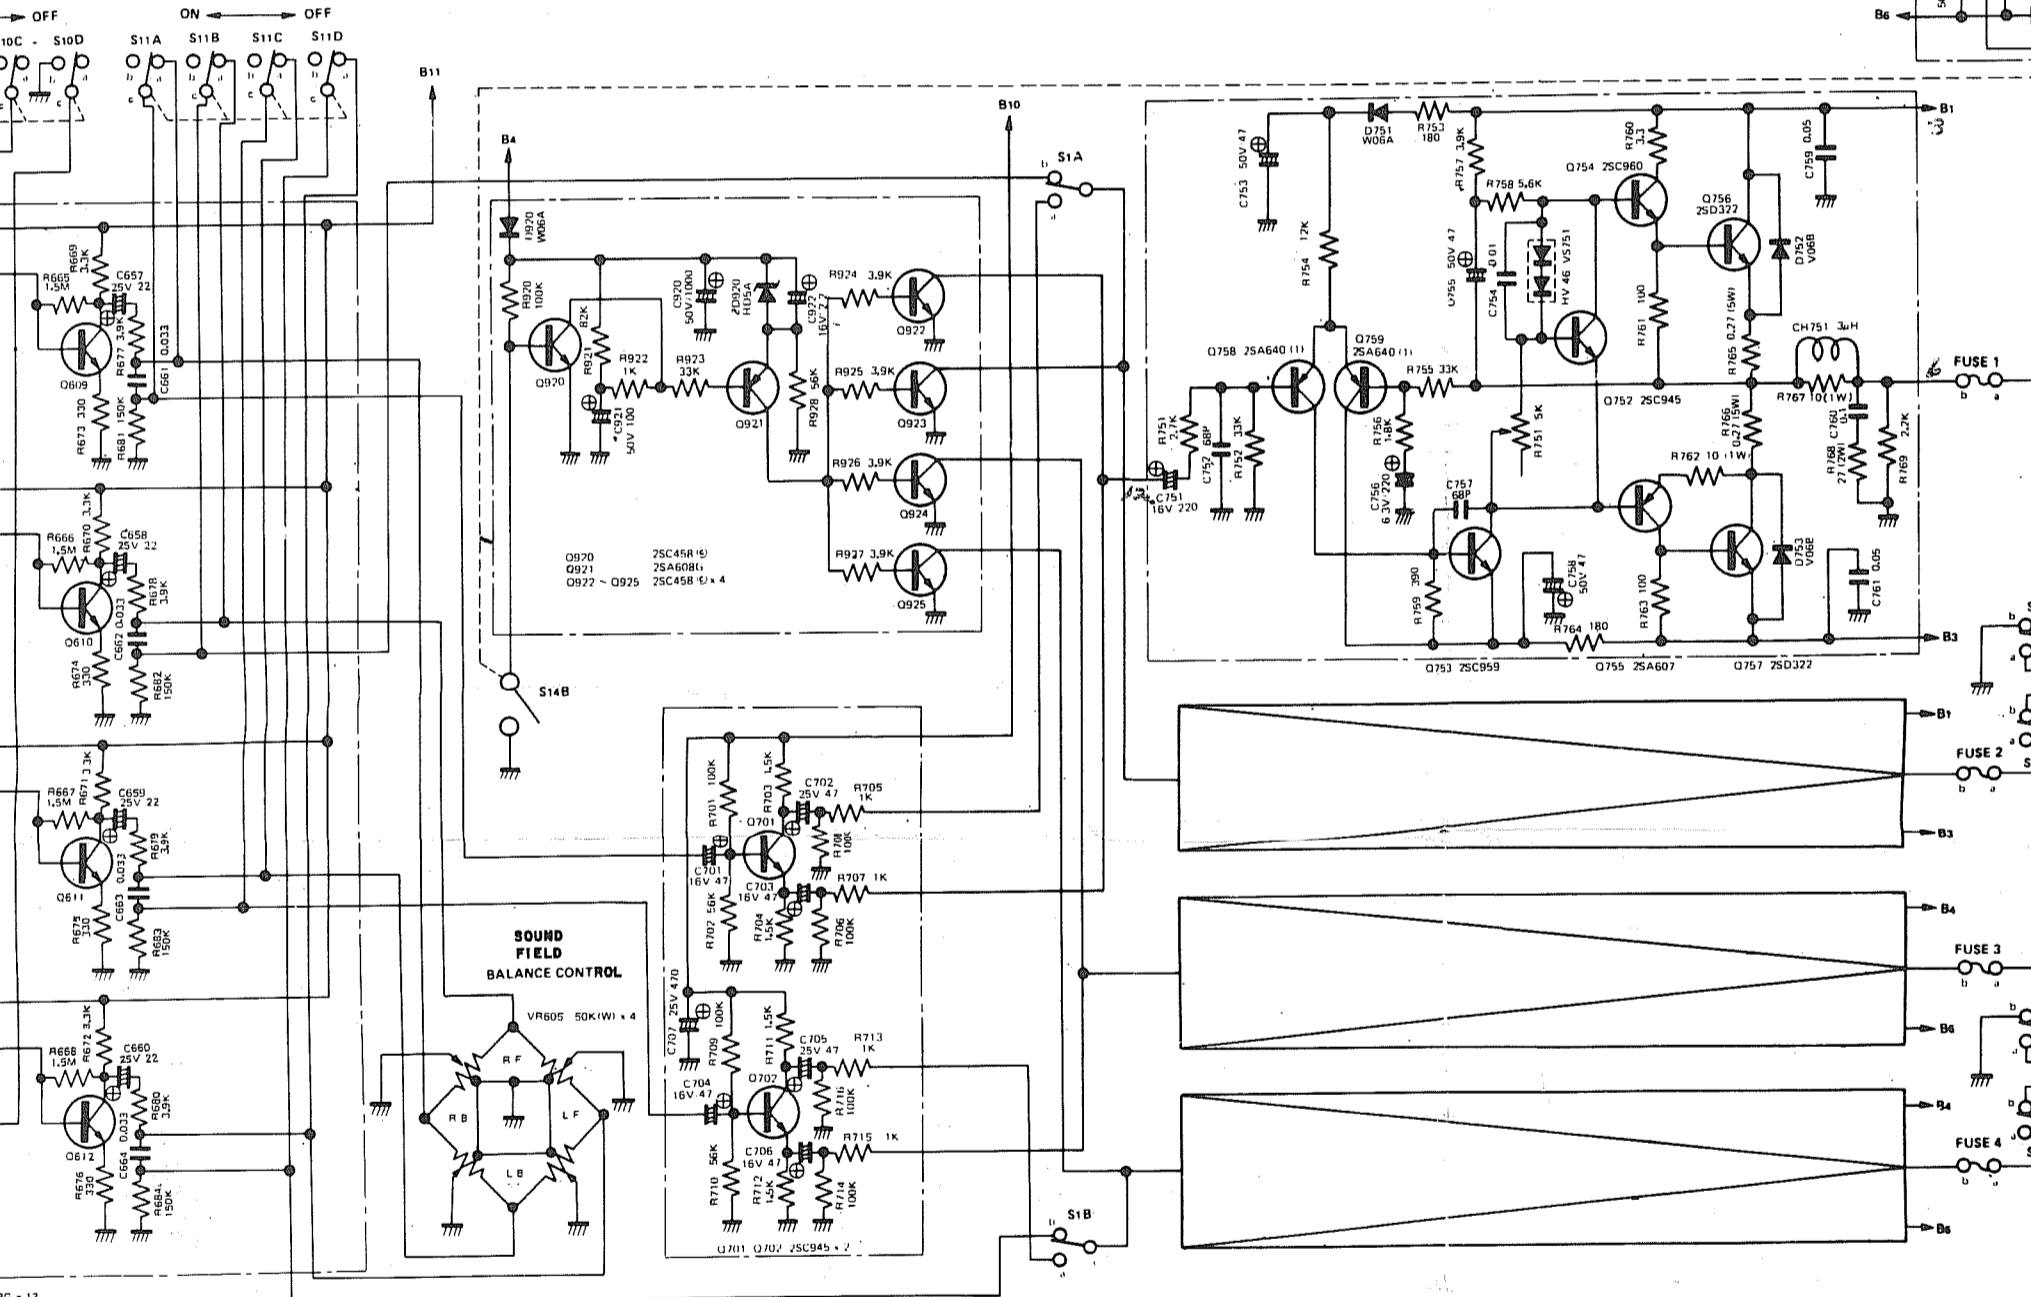 OFF
ON
OFF
10C
S10D
S11A
S11B
S11C
S11D
b
a
c
B11
B4
B10
S1A
b
B6
B1
D920
W06A
R920
100K
Q920
82K
R921
R922
1K
R923
33K
C921
50V 100
C920
50V 1000
C922
Q921
R928 56K
R924 3.9K
Q922
R925 3.9K
Q923
R926 3.9K
Q924
R927 3.9K
Q925
Q920
Q921
2SA608
Q922 ~ Q925
2SC458
x 4
S14B
R665
1.5M
R669
3.3K
C657
25V 22
R677 3.9K
0.033
C661
Q609
R673 330
R681 150K
R666
1.5M
R670 3.3K
C658
25V 22
R678
3.9K
C662 0.033
Q610
R674
330
R682
150K
R667
1.5M
R671 3.3K
C659
25V 22
R679
3.9K
0.033
C663
Q611
R675
330
R683
150K
R668
1.5M
R672 3.3K
C660
25V 22
R680
3.9K
0.033
C664
Q612
R676
330
R684
150K
SOUND
FIELD
BALANCE CONTROL
VR605 50K(W) x 4
RF
RB
LF
LB
R701 100K
R703 1.5K
C702
25V 47
R705
1K
Q701
100K
C701
16V 47
C703
16V 47
R707 1K
R702 56K
R704
1.5K
R706
100K
C707 25V 470
R709
100K
R711 1.5K
C705
25V 47
R713
1K
C704
16V 47
Q702
R716
100K
R715 1K
C706
16V 47
R710 56K
R712
1.5K
R714
100K
Q701 Q702 2SC945 x 2
S1B
b
C753 50V 47
D751
W06A
R753
180
R757 3.9K
R754 12K
R758 5.6K
C755 50V 47
C754 0.01
HV 46 VS751
Q754 2SC960
R760
3.3
Q756
2SD322
C759 0.05
D752
V06B
R761 100
R765 0.27 (5W)
CH751 3μH
FUSE 1
b
a
Q758 2SA640 (1)
Q759
2SA640 (1)
R755 33K
Q752 2SC945
R767 10(1W)
R766
0.27(5W)
C760
0.1
R768
27 (2W)
R769
2.2K
R751
2.7K
C752 68P
R752 33K
R756
1.8K
C756
6.3V 220
R751 5K
C751
16V 220
C757
68P
R762 10 (1W)
R759 390
C758
50V 47
R763 100
R764 180
D753
V06B
C761 0.05
B3
Q753 2SC959
Q755 2SA607
Q757 2SD322
B1
FUSE 2
b
a
B3
B4
FUSE 3
b
a
B6
B4
FUSE 4
b
a
B6